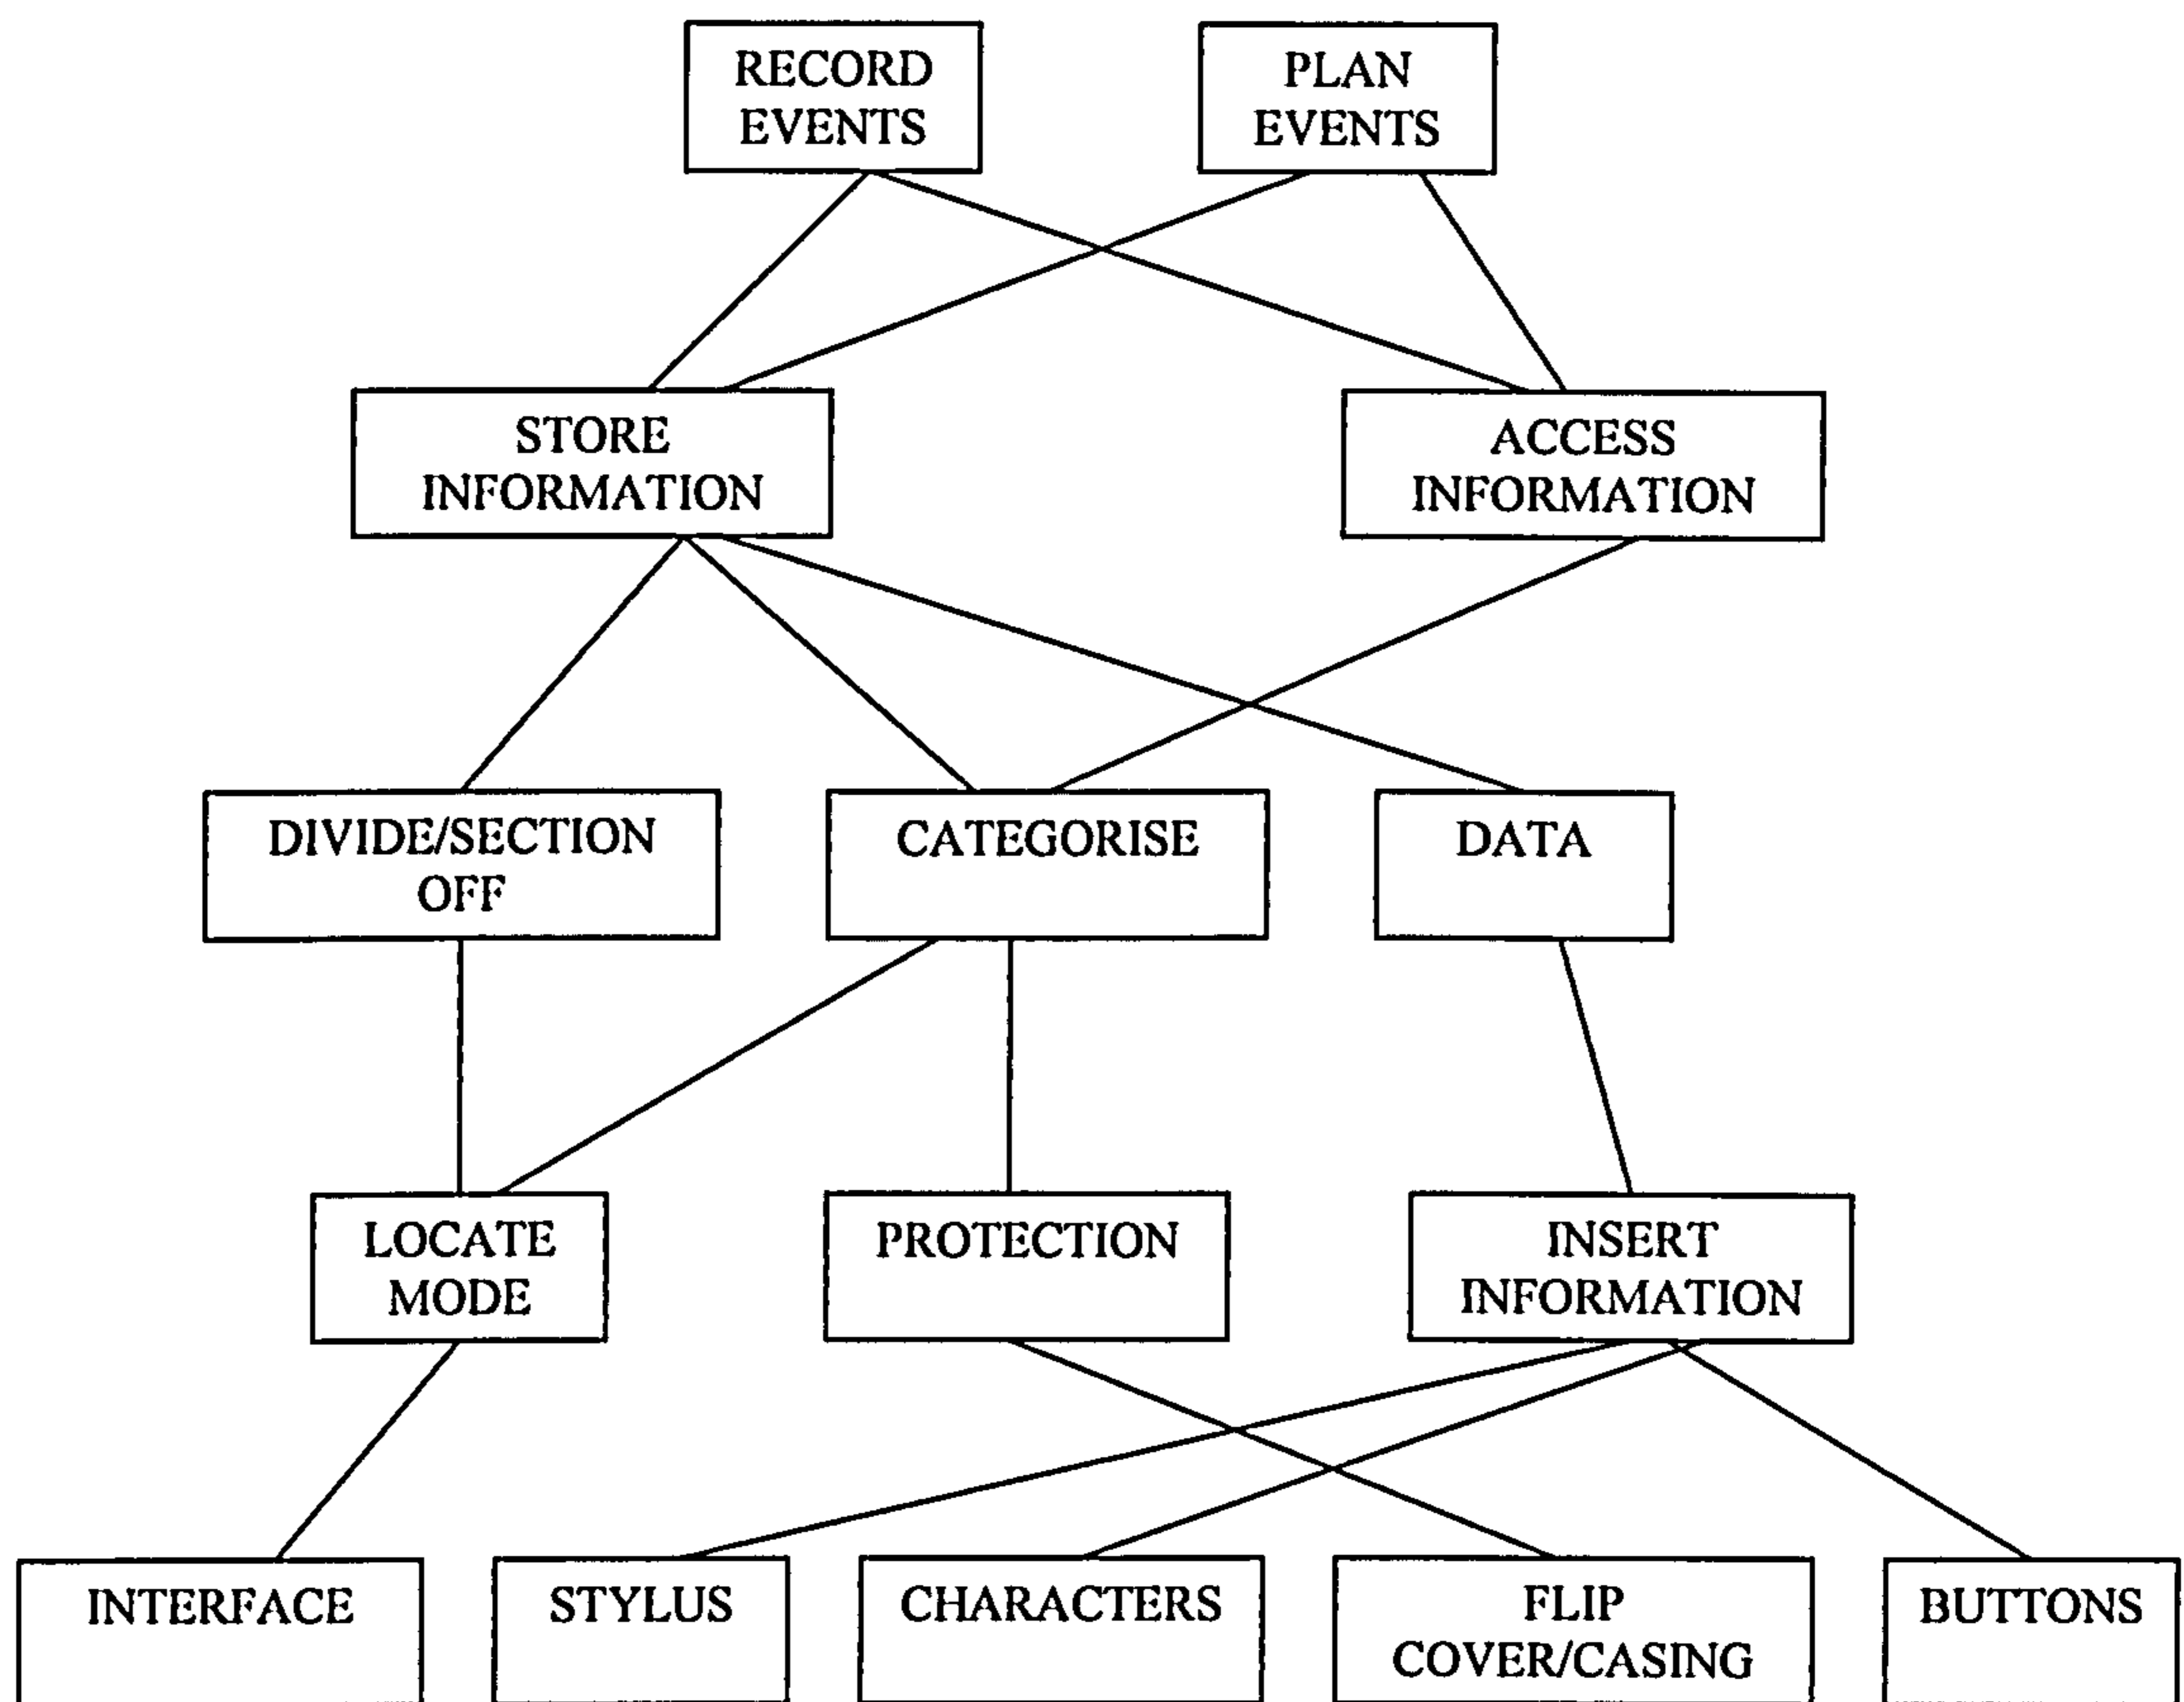 RECORD
EVENTS
PLAN
EVENTS
STORE
INFORMATION
ACCESS
INFORMATION
DIVIDE/SECTION
OFF
CATEGORISE
DATA
LOCATE
MODE
PROTECTION
INSERT
INFORMATION
INTERFACE
STYLUS
CHARACTERS
FLIP
COVER/CASING
BUTTONS